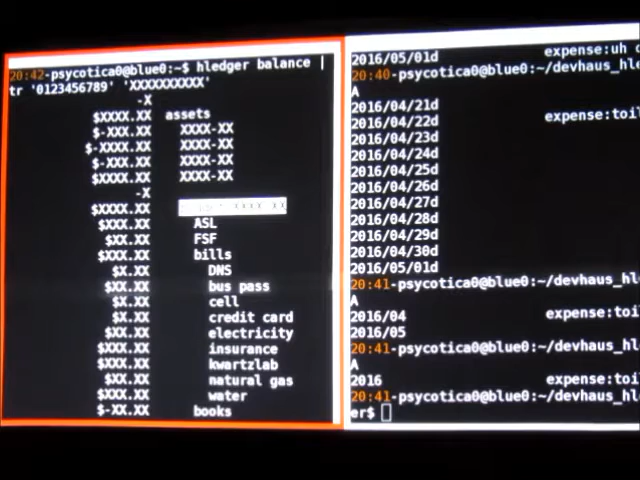 20:42-psycotica0@blue0:~$ hledger balance |
tr '0123456789' 'XXXXXXXXXX'
-X
$XXXX.XX assets
$-XXX.XX XXXX-XX
$-XXXX.XX XXXX-XX
$-XXX.XX XXXX-XX
$XXXX.XX XXXX-XX
-X
$XXXX.XX
$XXX.XX ASL
$XX.XX FSF
$XXX.XX bills
$X.XX DNS
$XX.XX bus pass
$X.XX cell
$X.XX credit card
$XX.XX electricity
$XXX.XX insurance
$XXX.XX kwartzlab
$XX.XX natural gas
$XX.XX water
$-XX.XX books
2016/05/01d expense:uh
20:40-psycotica0@blue0:~/devhaus_hle
A
2016/04/21d
2016/04/22d expense:toi
2016/04/23d
2016/04/24d
2016/04/25d
2016/04/26d
2016/04/27d
2016/04/28d
2016/04/29d
2016/04/30d
2016/05/01d
20:41-psycotica0@blue0:~/devhaus_hl
A
2016/04 expense:toi
2016/05
20:41-psycotica0@blue0:~/devhaus_hl
A
2016 expense:toi
20:41-psycotica0@blue0:~/devhaus_hl
er$